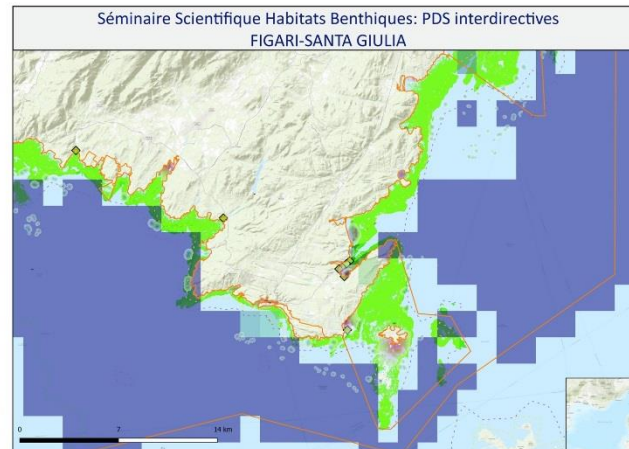 Séminaire Scientifique Habitats Benthiques: PDS interdirectives
FIGARI-SANTA GIULIA
0 7 14 km